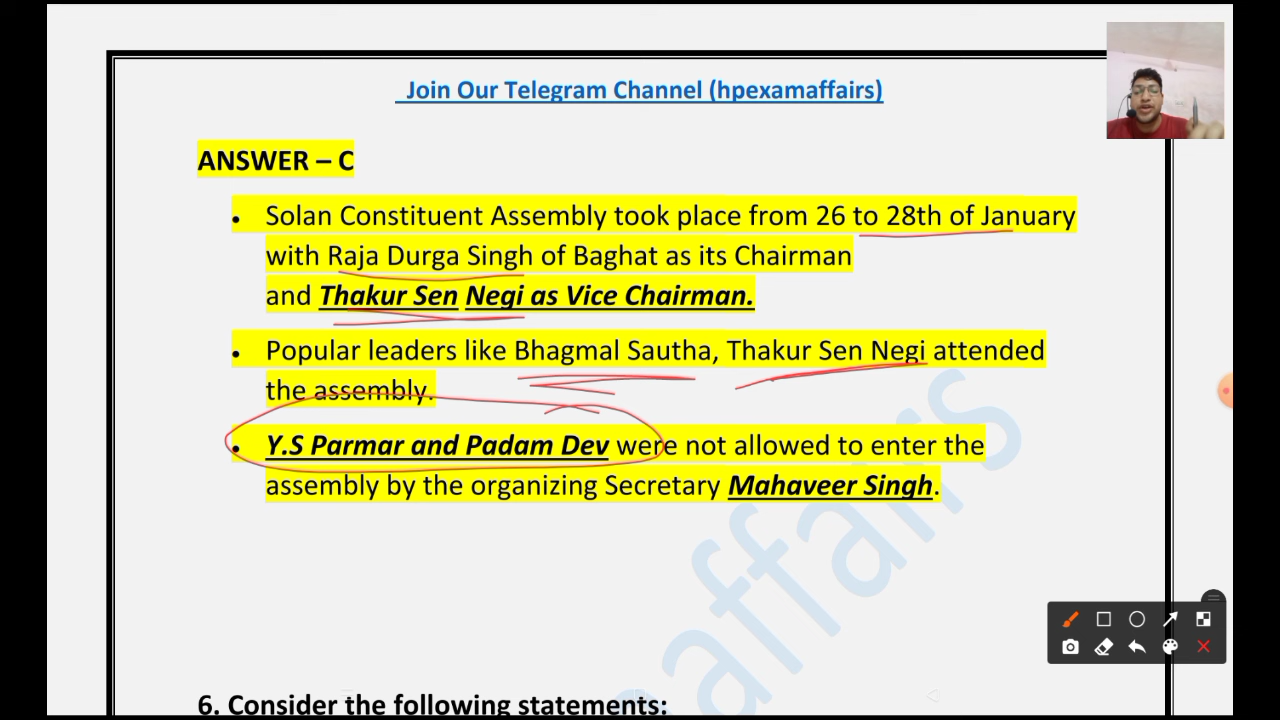 Join Our Telegram Channel (hpexamaffairs)
ANSWER – C
• Solan Constituent Assembly took place from 26 to 28th of January
with Raja Durga Singh of Baghat as its Chairman
and Thakur Sen Negi as Vice Chairman.
• Popular leaders like Bhagmal Sautha, Thakur Sen Negi attended
the assembly.
• Y.S Parmar and Padam Dev were not allowed to enter the
assembly by the organizing Secretary Mahaveer Singh.
affairs
6. Consider the following statements: